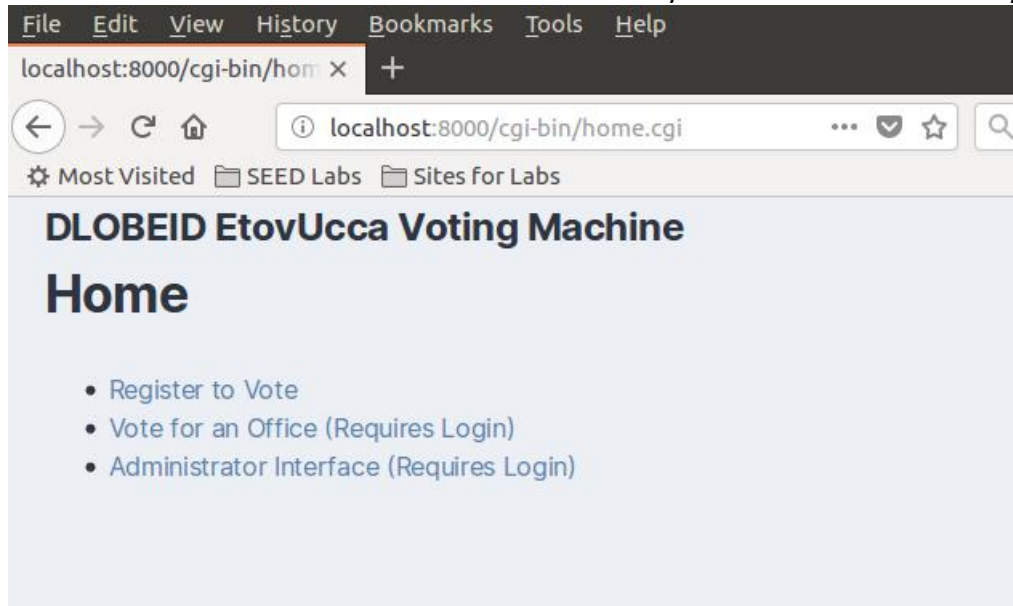 File Edit View History Bookmarks Tools Help
localhost:8000/cgi-bin/hom
localhost:8000/cgi-bin/home.cgi
Most Visited SEED Labs Sites for Labs
DLOBEID EtovUcca Voting Machine
Home
• Register to Vote
• Vote for an Office (Requires Login)
• Administrator Interface (Requires Login)